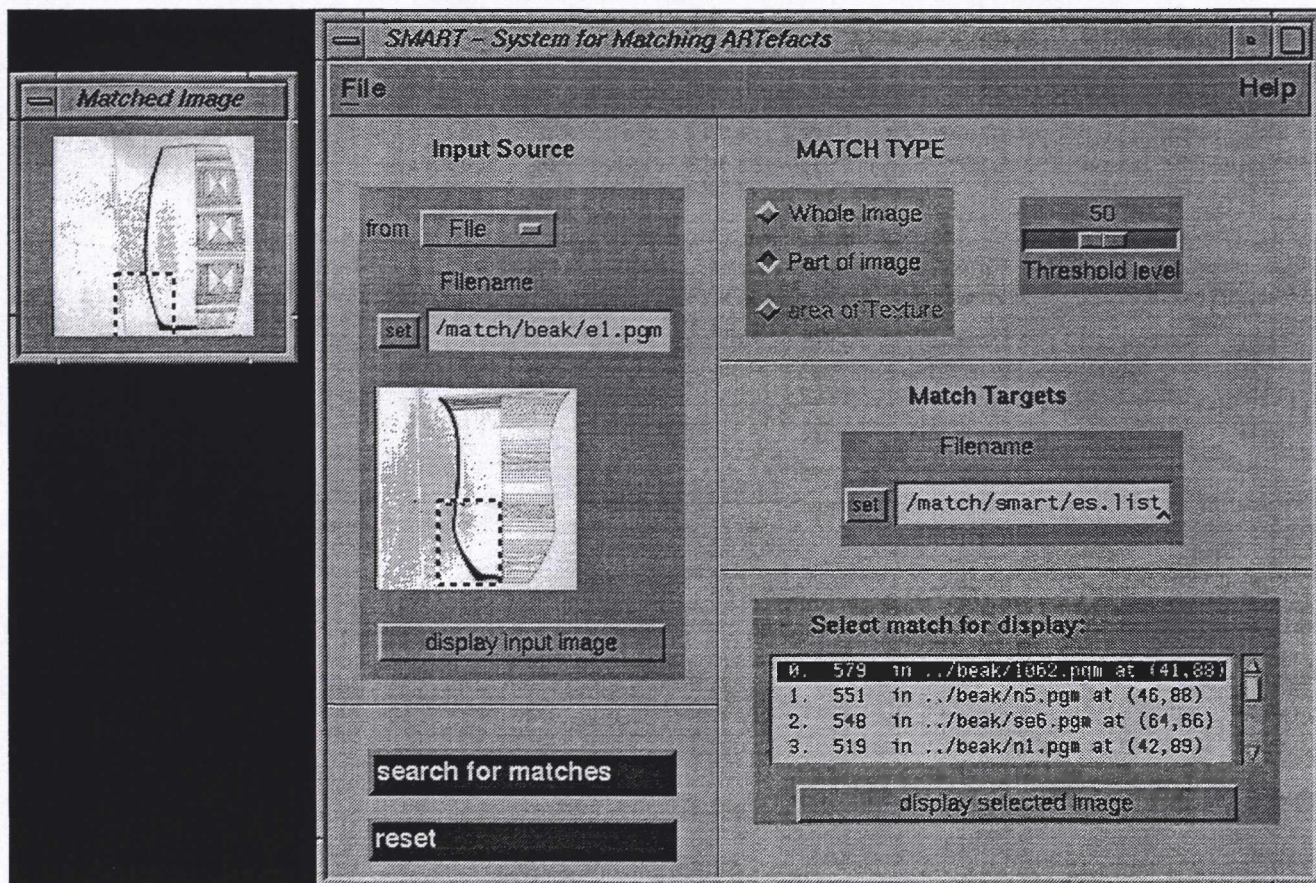 SMART – System for Matching ARTefacts
Matched Image
File
Help
Input Source
from File
Filename
set /match/beak/e1.pgm
display input image
search for matches
reset
MATCH TYPE
Whole image
Part of image
area of Texture
50
Threshold level
Match Targets
Filename
set /match/smart/es.list
Select match for display:
0. 579 in ../beak/1062.pgm at (41,88)
1. 551 in ../beak/n5.pgm at (46,88)
2. 548 in ../beak/se6.pgm at (64,66)
3. 519 in ../beak/n1.pgm at (42,89)
display selected image